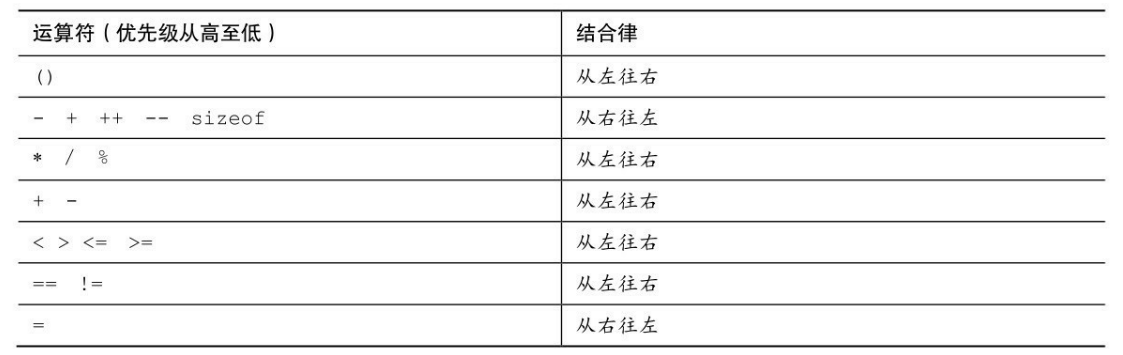 运算符（优先级从高至低） 结合律
() 从左往右
- + ++ -- sizeof 从右往左
* / % 从左往右
+ - 从左往右
< > <= >= 从左往右
== != 从左往右
= 从右往左